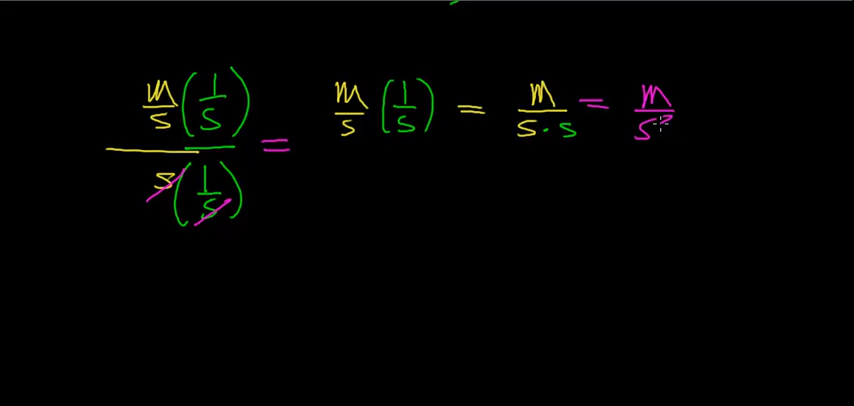 m/s (1/s) / s (1/s) = m/s (1/s) = m/s · s = m/s²